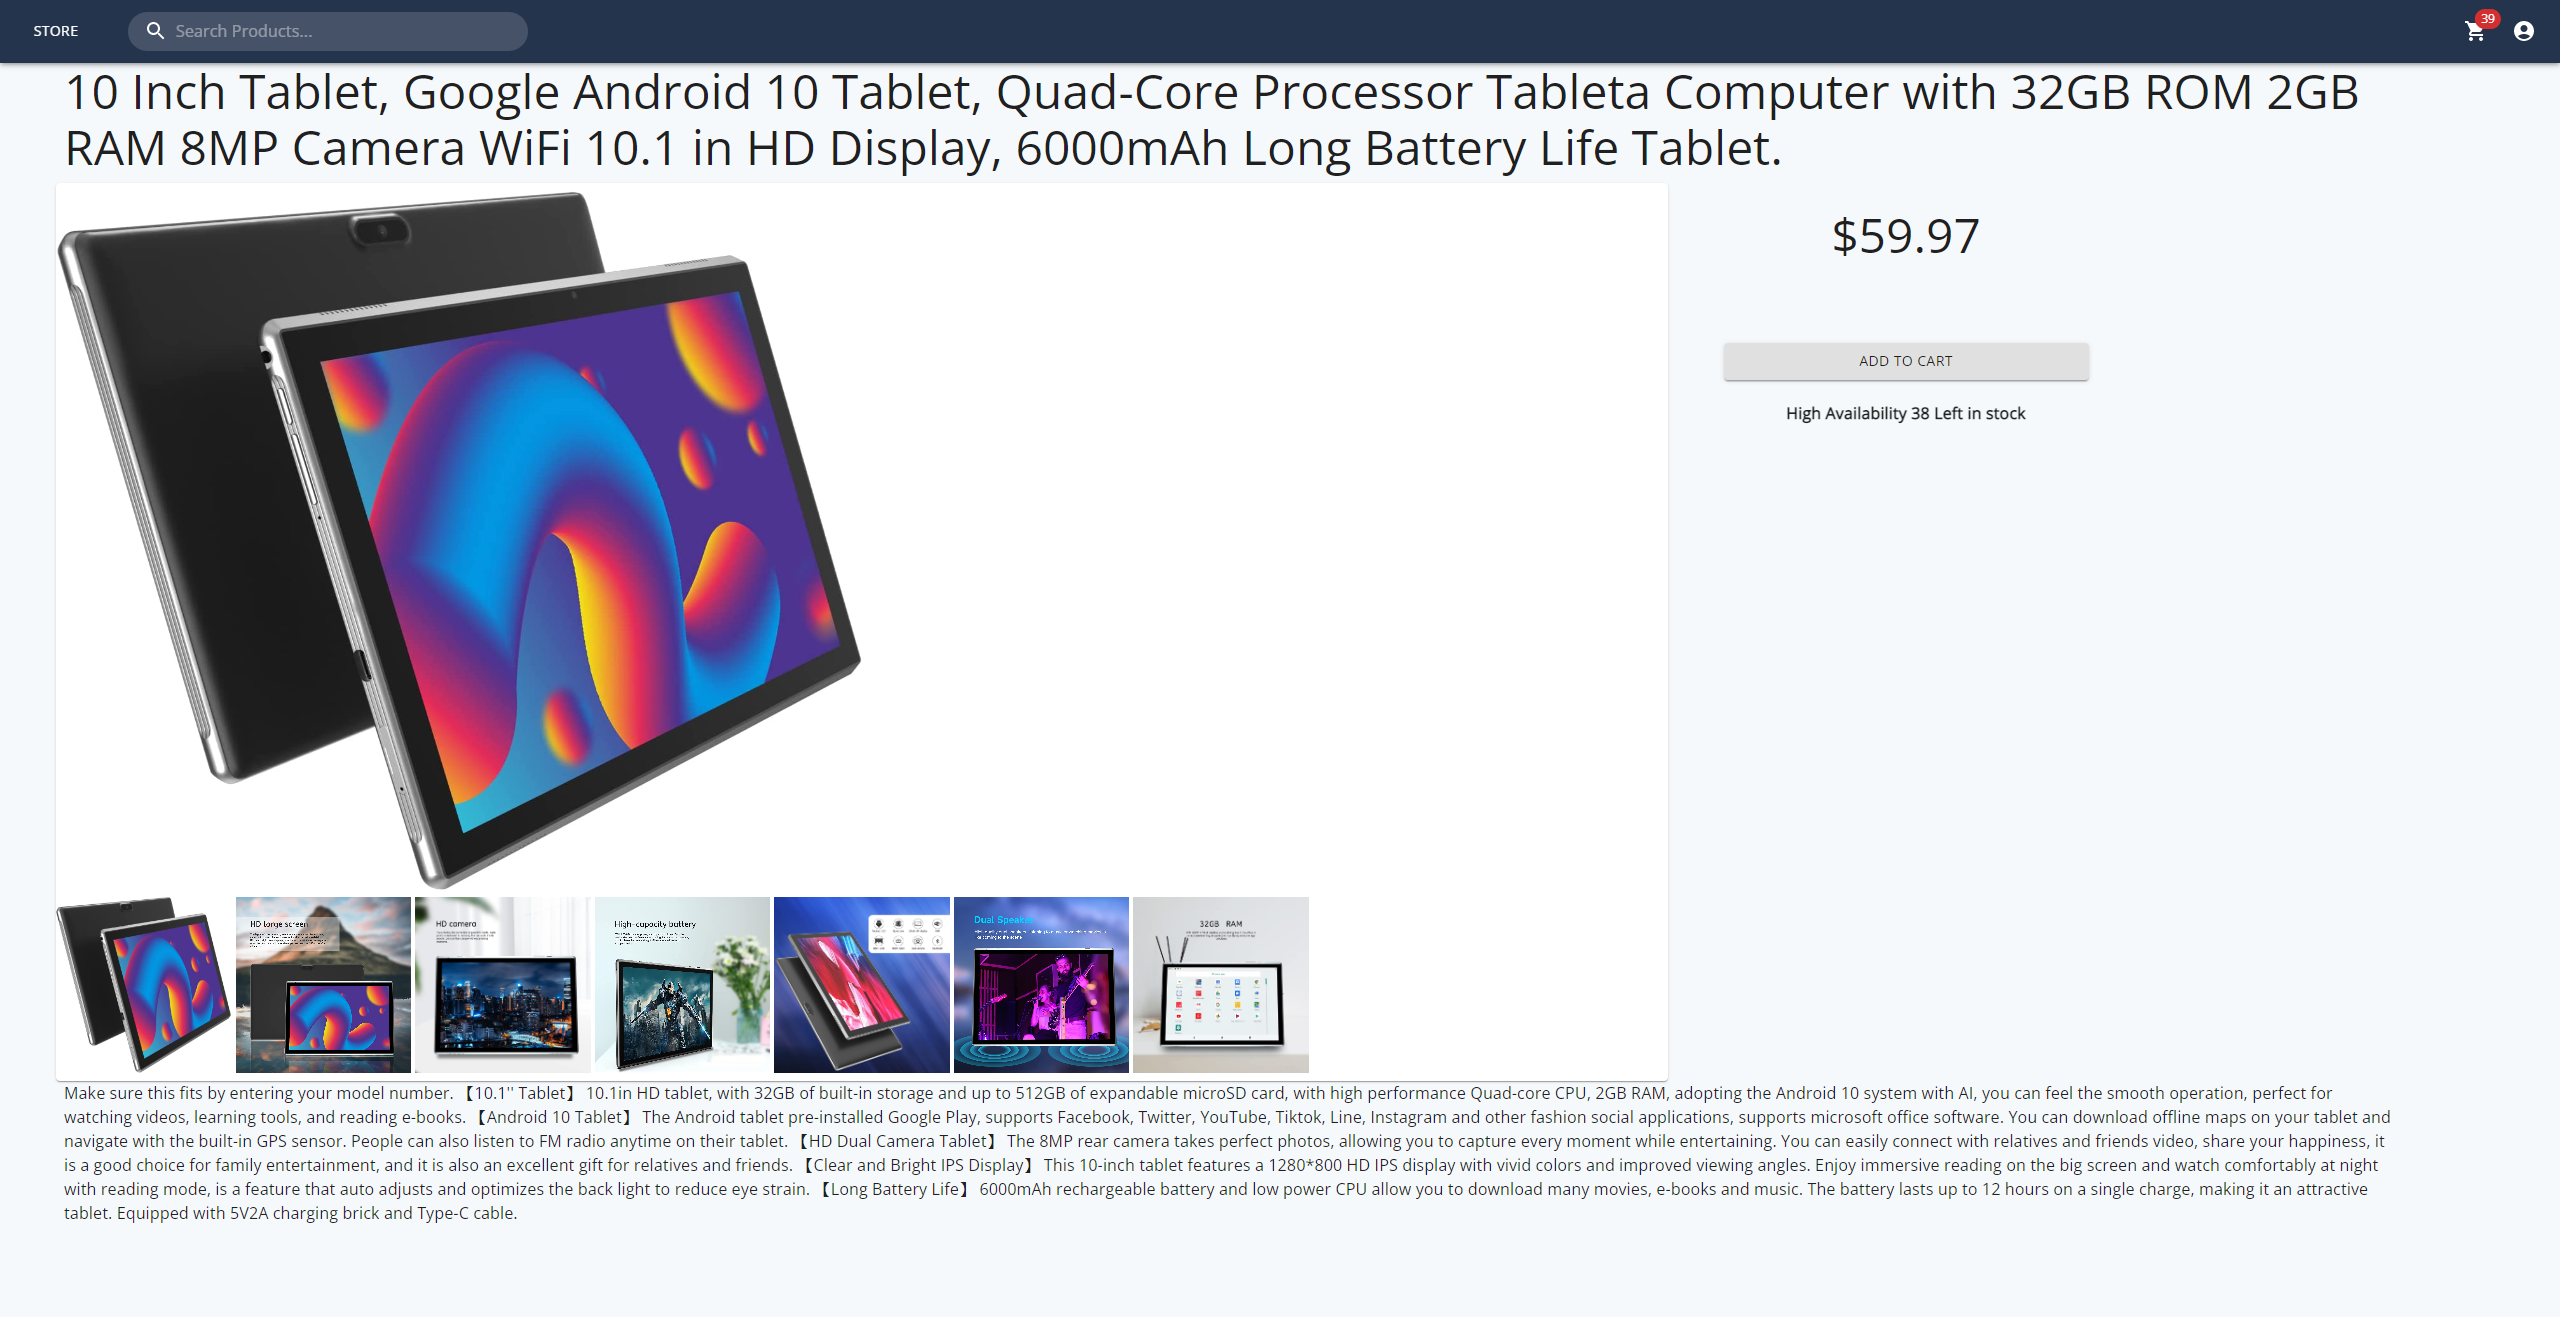 STORE
Search Products...
39
10 Inch Tablet, Google Android 10 Tablet, Quad-Core Processor Tableta Computer with 32GB ROM 2GB
RAM 8MP Camera WiFi 10.1 in HD Display, 6000mAh Long Battery Life Tablet.
$59.97
ADD TO CART
High Availability 38 Left in stock
HD large screen
HD camera
High-capacity battery
Dual Speaker
32GB RAM
Make sure this fits by entering your model number. 【10.1'' Tablet】 10.1in HD tablet, with 32GB of built-in storage and up to 512GB of expandable microSD card, with high performance Quad-core CPU, 2GB RAM, adopting the Android 10 system with AI, you can feel the smooth operation, perfect for
watching videos, learning tools, and reading e-books. 【Android 10 Tablet】 The Android tablet pre-installed Google Play, supports Facebook, Twitter, YouTube, Tiktok, Line, Instagram and other fashion social applications, supports microsoft office software. You can download offline maps on your tablet and
navigate with the built-in GPS sensor. People can also listen to FM radio anytime on their tablet. 【HD Dual Camera Tablet】 The 8MP rear camera takes perfect photos, allowing you to capture every moment while entertaining. You can easily connect with relatives and friends video, share your happiness, it
is a good choice for family entertainment, and it is also an excellent gift for relatives and friends. 【Clear and Bright IPS Display】 This 10-inch tablet features a 1280*800 HD IPS display with vivid colors and improved viewing angles. Enjoy immersive reading on the big screen and watch comfortably at night
with reading mode, is a feature that auto adjusts and optimizes the back light to reduce eye strain. 【Long Battery Life】 6000mAh rechargeable battery and low power CPU allow you to download many movies, e-books and music. The battery lasts up to 12 hours on a single charge, making it an attractive
tablet. Equipped with 5V2A charging brick and Type-C cable.